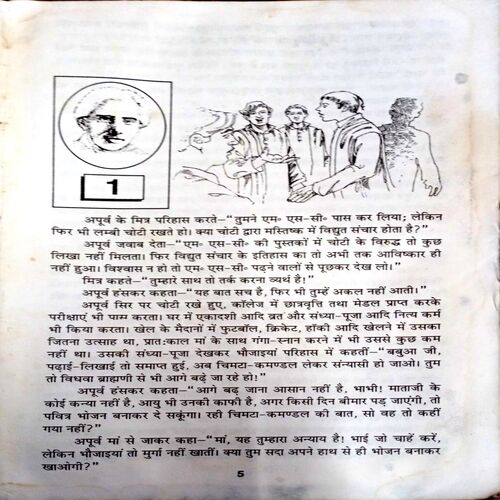 1
अपूर्व के मित्र परिहास करते–“तुमने एम० एस-सी० पास कर लिया; लेकिन
फिर भी लम्बी चोटी रखते हो। क्या चोटी द्वारा मस्तिष्क में विद्युत संचार होता है?”
अपूर्व जवाब देता–“एम० एस-सी० की पुस्तकों में चोटी के विरुद्ध तो कुछ
लिखा नहीं मिलता। फिर विद्युत संचार के इतिहास का तो अभी तक आविष्कार ही
नहीं हुआ। विश्वास न हो तो एम० एस-सी० पढ़ने वालों से पूछकर देख लो।”
मित्र कहते–“तुम्हारे साथ तो तर्क करना व्यर्थ है!”
अपूर्व हंसकर कहता–“यह बात सच है, फिर भी तुम्हें अकल नहीं आती।”
अपूर्व सिर पर चोटी रखे हुए, कॉलेज में छात्रवृत्ति तथा मेडल प्राप्त करके
परीक्षाएं भी पास करता। घर में एकादशी आदि व्रत और संध्या-पूजा आदि नित्य कर्म
भी किया करता। खेल के मैदानों में फुटबॉल, क्रिकेट, हॉकी आदि खेलने में उसका
जितना उत्साह था, प्रात:काल मां के साथ गंगा-स्नान करने में भी उससे कुछ कम
नहीं था। उसकी संध्या-पूजा देखकर भौजाइयां परिहास में कहतीं–“बबुआ जी,
पढ़ाई-लिखाई तो समाप्त हुई, अब चिमटा-कमण्डल लेकर संन्यासी हो जाओ। तुम
तो विधवा ब्राह्मणी से भी आगे बढ़े जा रहे हो!”
अपूर्व हंसकर कहता–“आगे बढ़ जाना आसान नहीं है, भाभी! माताजी के
कोई कन्या नहीं है, आयु भी उनकी काफी है, अगर किसी दिन बीमार पड़ जाएंगी, तो
पवित्र भोजन बनाकर दे सकूंगा। रही चिमटा-कमण्डल की बात, सो वह तो कहीं
गया नहीं?”
अपूर्व मां से जाकर कहा–“मां, यह तुम्हारा अन्याय है! भाई जो चाहें करें,
लेकिन भौजाइयां तो मुर्गा नहीं खातीं। क्या तुम सदा अपने हाथ से ही भोजन बनाकर
खाओगी?”
5